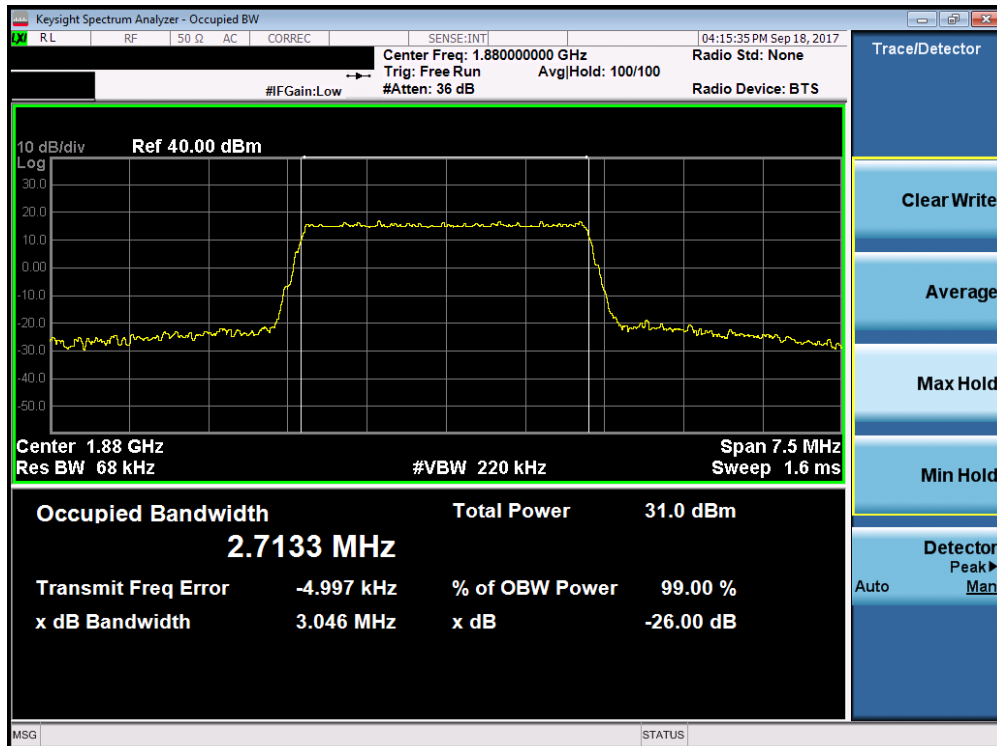 Keysight Spectrum Analyzer - Occupied BW
LXI RL RF 50 Ω AC CORREC SENSE:INT 04:15:35 PM Sep 18, 2017
Center Freq: 1.880000000 GHz Radio Std: None
Trig: Free Run Avg|Hold: 100/100
#IFGain:Low #Atten: 36 dB Radio Device: BTS
10 dB/div Ref 40.00 dBm
Log
30.0
20.0
10.0
0.00
-10.0
-20.0
-30.0
-40.0
-50.0
Center 1.88 GHz Span 7.5 MHz
Res BW 68 kHz #VBW 220 kHz Sweep 1.6 ms
Occupied Bandwidth Total Power 31.0 dBm
2.7133 MHz
Transmit Freq Error -4.997 kHz % of OBW Power 99.00 %
x dB Bandwidth 3.046 MHz x dB -26.00 dB
MSG STATUS
Trace/Detector
Clear Write
Average
Max Hold
Min Hold
Detector
Peak▶
Auto Man